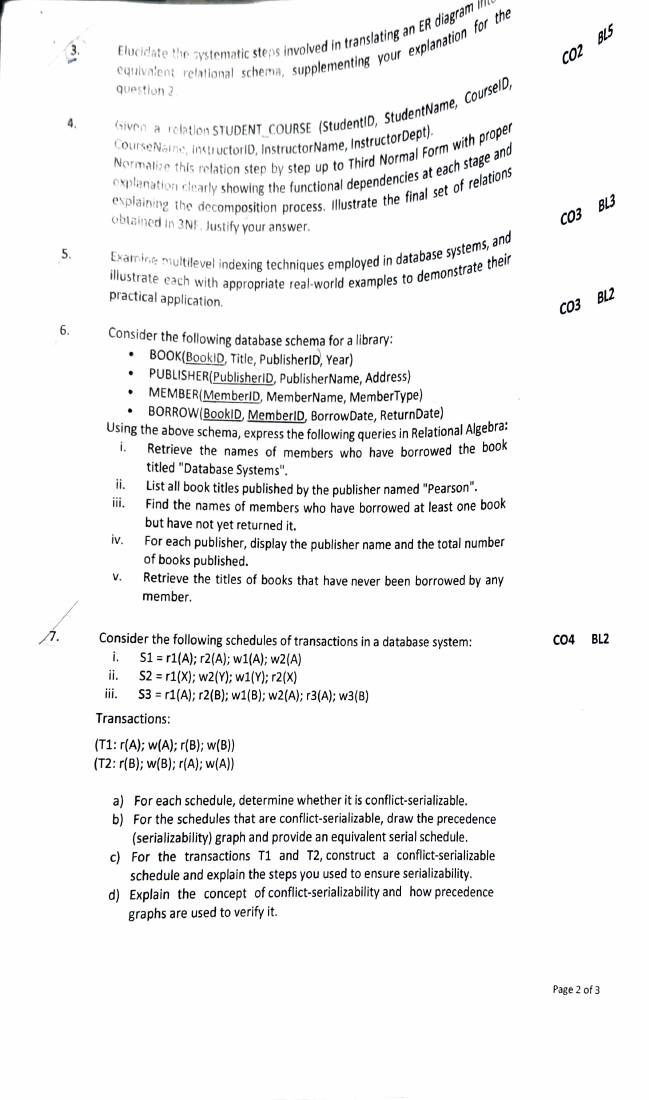 3. Elucidate the systematic steps involved in translating an ER diagram into
equivalent relational schema, supplementing your explanation for the
question 2
CO2 BL5
4. Given a relation STUDENT_COURSE (StudentID, StudentName, CourseID,
CourseName, InstructorID, InstructorName, InstructorDept).
Normalize this relation step by step up to Third Normal Form with proper
explanation clearly showing the functional dependencies at each stage and
explaining the decomposition process. Illustrate the final set of relations
obtained in 3NF. Justify your answer.
CO3 BL3
5. Examine multilevel indexing techniques employed in database systems, and
illustrate each with appropriate real-world examples to demonstrate their
practical application.
CO3 BL2
6. Consider the following database schema for a library:
• BOOK(BookID, Title, PublisherID, Year)
• PUBLISHER(PublisherID, PublisherName, Address)
• MEMBER(MemberID, MemberName, MemberType)
• BORROW(BookID, MemberID, BorrowDate, ReturnDate)
Using the above schema, express the following queries in Relational Algebra:
i. Retrieve the names of members who have borrowed the book
titled "Database Systems".
ii. List all book titles published by the publisher named "Pearson".
iii. Find the names of members who have borrowed at least one book
but have not yet returned it.
iv. For each publisher, display the publisher name and the total number
of books published.
v. Retrieve the titles of books that have never been borrowed by any
member.
7. Consider the following schedules of transactions in a database system: CO4 BL2
i. S1 = r1(A); r2(A); w1(A); w2(A)
ii. S2 = r1(X); w2(Y); w1(Y); r2(X)
iii. S3 = r1(A); r2(B); w1(B); w2(A); r3(A); w3(B)
Transactions:
(T1: r(A); w(A); r(B); w(B))
(T2: r(B); w(B); r(A); w(A))
a) For each schedule, determine whether it is conflict-serializable.
b) For the schedules that are conflict-serializable, draw the precedence
(serializability) graph and provide an equivalent serial schedule.
c) For the transactions T1 and T2, construct a conflict-serializable
schedule and explain the steps you used to ensure serializability.
d) Explain the concept of conflict-serializability and how precedence
graphs are used to verify it.
Page 2 of 3